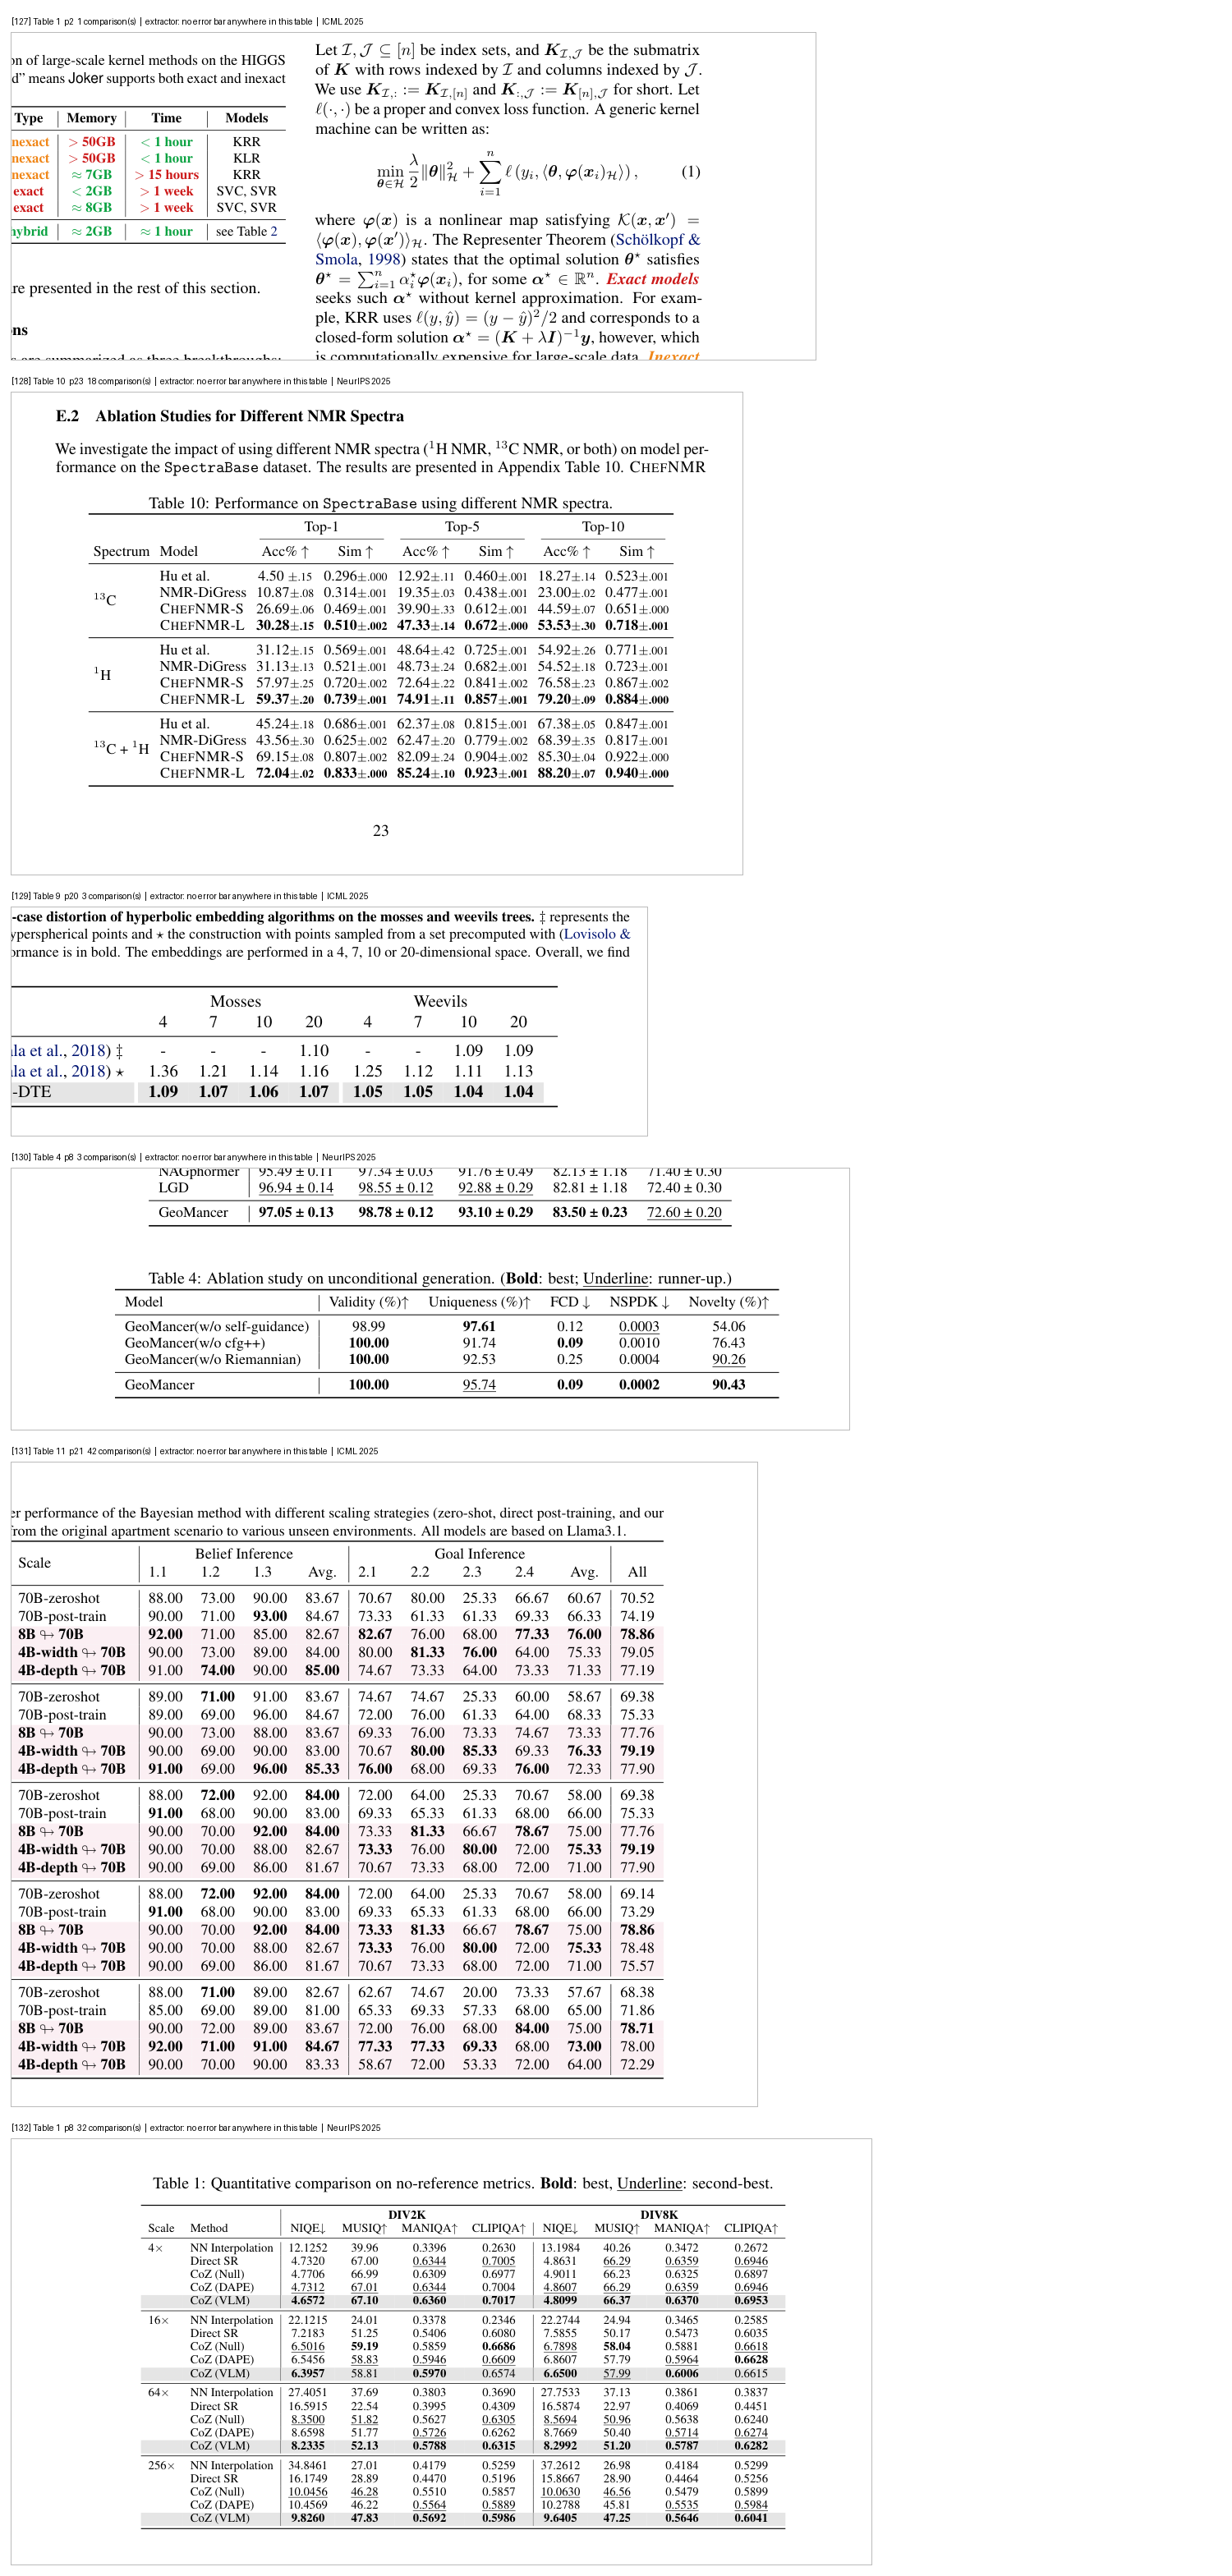 [127] Table 1 p2 1 comparison(s) | extractor: no error bar anywhere in this table | ICML 2025
on of large-scale kernel methods on the HIGGS
d” means Joker supports both exact and inexact
Type Memory Time Models
nexact > 50GB < 1 hour KRR
nexact > 50GB < 1 hour KLR
nexact ≈ 7GB > 15 hours KRR
exact < 2GB > 1 week SVC, SVR
exact ≈ 8GB > 1 week SVC, SVR
hybrid ≈ 2GB ≈ 1 hour see Table 2
re presented in the rest of this section.
ns
s are summarized as three breakthroughs:
Let I, J ⊆ [n] be index sets, and K_{I,J} be the submatrix
of K with rows indexed by I and columns indexed by J.
We use K_{I,:} := K_{I,[n]} and K_{:,J} := K_{[n],J} for short. Let
ℓ(·, ·) be a proper and convex loss function. A generic kernel
machine can be written as:
min_{θ∈H} λ/2 ‖θ‖²_H + Σ_{i=1}^n ℓ (y_i, ⟨θ, φ(x_i)⟩_H) , (1)
where φ(x) is a nonlinear map satisfying K(x, x′) =
⟨φ(x), φ(x′)⟩_H. The Representer Theorem (Schölkopf &
Smola, 1998) states that the optimal solution θ⋆ satisfies
θ⋆ = Σ_{i=1}^n α_i⋆ φ(x_i), for some α⋆ ∈ ℝ^n. Exact models
seeks such α⋆ without kernel approximation. For exam-
ple, KRR uses ℓ(y, ŷ) = (y − ŷ)²/2 and corresponds to a
closed-form solution α⋆ = (K + λI)^{−1}y, however, which
is computationally expensive for large-scale data. Inexact
[128] Table 10 p23 18 comparison(s) | extractor: no error bar anywhere in this table | NeurIPS 2025
E.2 Ablation Studies for Different NMR Spectra
We investigate the impact of using different NMR spectra (¹H NMR, ¹³C NMR, or both) on model per-
formance on the SpectraBase dataset. The results are presented in Appendix Table 10. CHEFNMR
Table 10: Performance on SpectraBase using different NMR spectra.
Top-1 Top-5 Top-10
Spectrum Model Acc% ↑ Sim ↑ Acc% ↑ Sim ↑ Acc% ↑ Sim ↑
¹³C
Hu et al. 4.50 ±.15 0.296±.000 12.92±.11 0.460±.001 18.27±.14 0.523±.001
NMR-DiGress 10.87±.08 0.314±.001 19.35±.03 0.438±.001 23.00±.02 0.477±.001
CHEFNMR-S 26.69±.06 0.469±.001 39.90±.33 0.612±.001 44.59±.07 0.651±.000
CHEFNMR-L 30.28±.15 0.510±.002 47.33±.14 0.672±.000 53.53±.30 0.718±.001
¹H
Hu et al. 31.12±.15 0.569±.001 48.64±.42 0.725±.001 54.92±.26 0.771±.001
NMR-DiGress 31.13±.13 0.521±.001 48.73±.24 0.682±.001 54.52±.18 0.723±.001
CHEFNMR-S 57.97±.25 0.720±.002 72.64±.22 0.841±.002 76.58±.23 0.867±.002
CHEFNMR-L 59.37±.20 0.739±.001 74.91±.11 0.857±.001 79.20±.09 0.884±.000
¹³C + ¹H
Hu et al. 45.24±.18 0.686±.001 62.37±.08 0.815±.001 67.38±.05 0.847±.001
NMR-DiGress 43.56±.30 0.625±.002 62.47±.20 0.779±.002 68.39±.35 0.817±.001
CHEFNMR-S 69.15±.08 0.807±.002 82.09±.24 0.904±.002 85.30±.04 0.922±.000
CHEFNMR-L 72.04±.02 0.833±.000 85.24±.10 0.923±.001 88.20±.07 0.940±.000
23
[129] Table 9 p20 3 comparison(s) | extractor: no error bar anywhere in this table | ICML 2025
-case distortion of hyperbolic embedding algorithms on the mosses and weevils trees. ‡ represents the
yperspherical points and ⋆ the construction with points sampled from a set precomputed with (Lovisolo &
ormance is in bold. The embeddings are performed in a 4, 7, 10 or 20-dimensional space. Overall, we find
Mosses Weevils
4 7 10 20 4 7 10 20
la et al., 2018) ‡ - - - 1.10 - - 1.09 1.09
la et al., 2018) ⋆ 1.36 1.21 1.14 1.16 1.25 1.12 1.11 1.13
-DTE 1.09 1.07 1.06 1.07 1.05 1.05 1.04 1.04
[130] Table 4 p8 3 comparison(s) | extractor: no error bar anywhere in this table | NeurIPS 2025
NAGphormer 95.49 ± 0.11 97.34 ± 0.03 91.76 ± 0.49 82.13 ± 1.18 71.40 ± 0.30
LGD 96.94 ± 0.14 98.55 ± 0.12 92.88 ± 0.29 82.81 ± 1.18 72.40 ± 0.30
GeoMancer 97.05 ± 0.13 98.78 ± 0.12 93.10 ± 0.29 83.50 ± 0.23 72.60 ± 0.20
Table 4: Ablation study on unconditional generation. (Bold: best; Underline: runner-up.)
Model Validity (%)↑ Uniqueness (%)↑ FCD ↓ NSPDK ↓ Novelty (%)↑
GeoMancer(w/o self-guidance) 98.99 97.61 0.12 0.0003 54.06
GeoMancer(w/o cfg++) 100.00 91.74 0.09 0.0010 76.43
GeoMancer(w/o Riemannian) 100.00 92.53 0.25 0.0004 90.26
GeoMancer 100.00 95.74 0.09 0.0002 90.43
[131] Table 11 p21 42 comparison(s) | extractor: no error bar anywhere in this table | ICML 2025
er performance of the Bayesian method with different scaling strategies (zero-shot, direct post-training, and our
from the original apartment scenario to various unseen environments. All models are based on Llama3.1.
Scale Belief Inference Goal Inference
1.1 1.2 1.3 Avg. 2.1 2.2 2.3 2.4 Avg. All
70B-zeroshot 88.00 73.00 90.00 83.67 70.67 80.00 25.33 66.67 60.67 70.52
70B-post-train 90.00 71.00 93.00 84.67 73.33 61.33 61.33 69.33 66.33 74.19
8B ↬ 70B 92.00 71.00 85.00 82.67 82.67 76.00 68.00 77.33 76.00 78.86
4B-width ↬ 70B 90.00 73.00 89.00 84.00 80.00 81.33 76.00 64.00 75.33 79.05
4B-depth ↬ 70B 91.00 74.00 90.00 85.00 74.67 73.33 64.00 73.33 71.33 77.19
70B-zeroshot 89.00 71.00 91.00 83.67 74.67 74.67 25.33 60.00 58.67 69.38
70B-post-train 89.00 69.00 96.00 84.67 72.00 76.00 61.33 64.00 68.33 75.33
8B ↬ 70B 90.00 73.00 88.00 83.67 69.33 76.00 73.33 74.67 73.33 77.76
4B-width ↬ 70B 90.00 69.00 90.00 83.00 70.67 80.00 85.33 69.33 76.33 79.19
4B-depth ↬ 70B 91.00 69.00 96.00 85.33 76.00 68.00 69.33 76.00 72.33 77.90
70B-zeroshot 88.00 72.00 92.00 84.00 72.00 64.00 25.33 70.67 58.00 69.38
70B-post-train 91.00 68.00 90.00 83.00 69.33 65.33 61.33 68.00 66.00 75.33
8B ↬ 70B 90.00 70.00 92.00 84.00 73.33 81.33 66.67 78.67 75.00 77.76
4B-width ↬ 70B 90.00 70.00 88.00 82.67 73.33 76.00 80.00 72.00 75.33 79.19
4B-depth ↬ 70B 90.00 69.00 86.00 81.67 70.67 73.33 68.00 72.00 71.00 77.90
70B-zeroshot 88.00 72.00 92.00 84.00 72.00 64.00 25.33 70.67 58.00 69.14
70B-post-train 91.00 68.00 90.00 83.00 69.33 65.33 61.33 68.00 66.00 73.29
8B ↬ 70B 90.00 70.00 92.00 84.00 73.33 81.33 66.67 78.67 75.00 78.86
4B-width ↬ 70B 90.00 70.00 88.00 82.67 73.33 76.00 80.00 72.00 75.33 78.48
4B-depth ↬ 70B 90.00 69.00 86.00 81.67 70.67 73.33 68.00 72.00 71.00 75.57
70B-zeroshot 88.00 71.00 89.00 82.67 62.67 74.67 20.00 73.33 57.67 68.38
70B-post-train 85.00 69.00 89.00 81.00 65.33 69.33 57.33 68.00 65.00 71.86
8B ↬ 70B 90.00 72.00 89.00 83.67 72.00 76.00 68.00 84.00 75.00 78.71
4B-width ↬ 70B 92.00 71.00 91.00 84.67 77.33 77.33 69.33 68.00 73.00 78.00
4B-depth ↬ 70B 90.00 70.00 90.00 83.33 58.67 72.00 53.33 72.00 64.00 72.29
[132] Table 1 p8 32 comparison(s) | extractor: no error bar anywhere in this table | NeurIPS 2025
Table 1: Quantitative comparison on no-reference metrics. Bold: best, Underline: second-best.
DIV2K DIV8K
Scale Method NIQE↓ MUSIQ↑ MANIQA↑ CLIPIQA↑ NIQE↓ MUSIQ↑ MANIQA↑ CLIPIQA↑
4× NN Interpolation 12.1252 39.96 0.3396 0.2630 13.1984 40.26 0.3472 0.2672
Direct SR 4.7320 67.00 0.6344 0.7005 4.8631 66.29 0.6359 0.6946
CoZ (Null) 4.7706 66.99 0.6309 0.6977 4.9011 66.23 0.6325 0.6897
CoZ (DAPE) 4.7312 67.01 0.6344 0.7004 4.8607 66.29 0.6359 0.6946
CoZ (VLM) 4.6572 67.10 0.6360 0.7017 4.8099 66.37 0.6370 0.6953
16× NN Interpolation 22.1215 24.01 0.3378 0.2346 22.2744 24.94 0.3465 0.2585
Direct SR 7.2183 51.25 0.5406 0.6080 7.5855 50.17 0.5473 0.6035
CoZ (Null) 6.5016 59.19 0.5859 0.6686 6.7898 58.04 0.5881 0.6618
CoZ (DAPE) 6.5456 58.83 0.5946 0.6609 6.8607 57.79 0.5964 0.6628
CoZ (VLM) 6.3957 58.81 0.5970 0.6574 6.6500 57.99 0.6006 0.6615
64× NN Interpolation 27.4051 37.69 0.3803 0.3690 27.7533 37.13 0.3861 0.3837
Direct SR 16.5915 22.54 0.3995 0.4309 16.5874 22.97 0.4069 0.4451
CoZ (Null) 8.3500 51.82 0.5627 0.6305 8.5694 50.96 0.5638 0.6240
CoZ (DAPE) 8.6598 51.77 0.5726 0.6262 8.7669 50.40 0.5714 0.6274
CoZ (VLM) 8.2335 52.13 0.5788 0.6315 8.2992 51.20 0.5787 0.6282
256× NN Interpolation 34.8461 27.01 0.4179 0.5259 37.2612 26.98 0.4184 0.5299
Direct SR 16.1749 28.89 0.4470 0.5196 15.8667 28.90 0.4464 0.5256
CoZ (Null) 10.0456 46.28 0.5510 0.5857 10.0630 46.56 0.5479 0.5899
CoZ (DAPE) 10.4569 46.22 0.5564 0.5889 10.2788 45.81 0.5535 0.5984
CoZ (VLM) 9.8260 47.83 0.5692 0.5986 9.6405 47.25 0.5646 0.6041